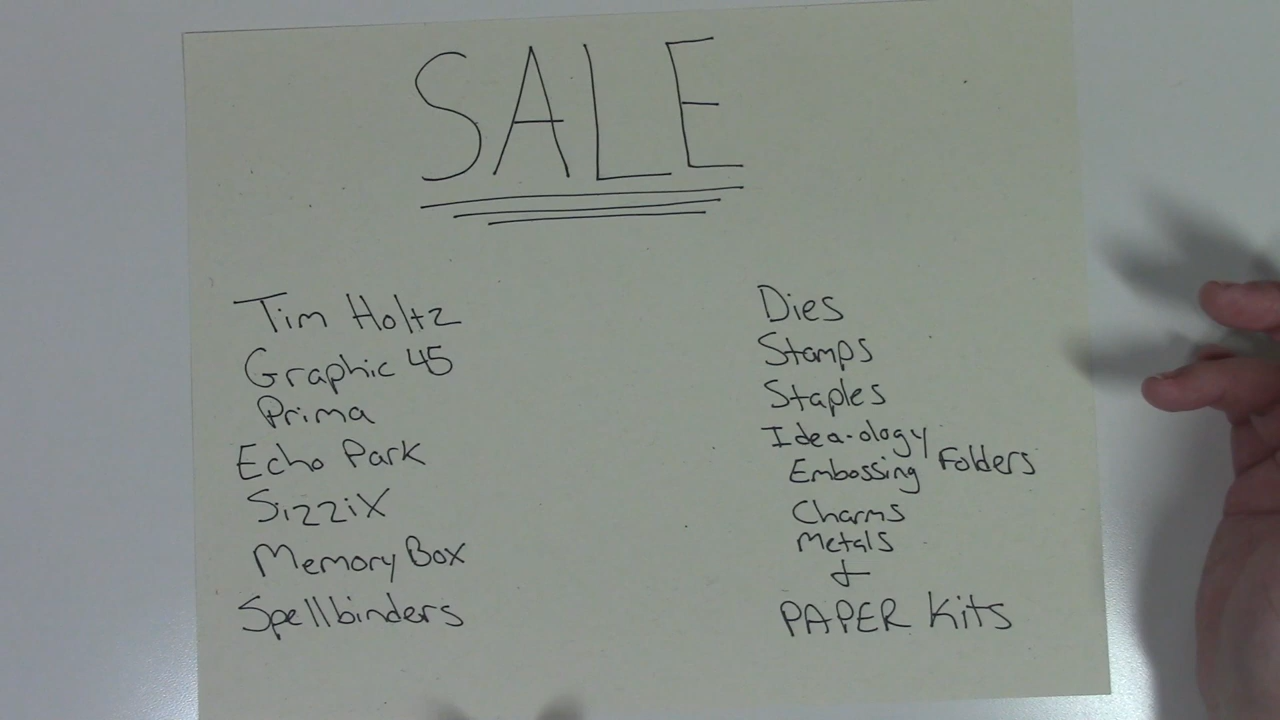 SALE
Tim Holtz
Graphic 45
Prima
Echo Park
Sizzix
Memory Box
Spellbinders
Dies
Stamps
Staples
Idea-ology
Embossing Folders
Charms
Metals
+
PAPER Kits